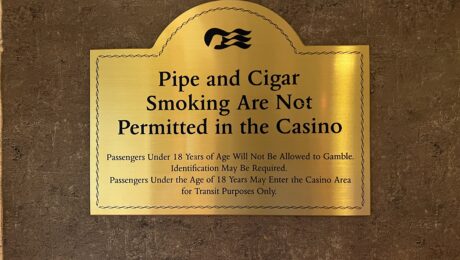 Pipe and Cigar
Smoking Are Not
Permitted in the Casino
Passengers Under 18 Years of Age Will Not Be Allowed to Gamble.
Identification May Be Required.
Passengers Under the Age of 18 Years May Enter the Casino Area
for Transit Purposes Only.